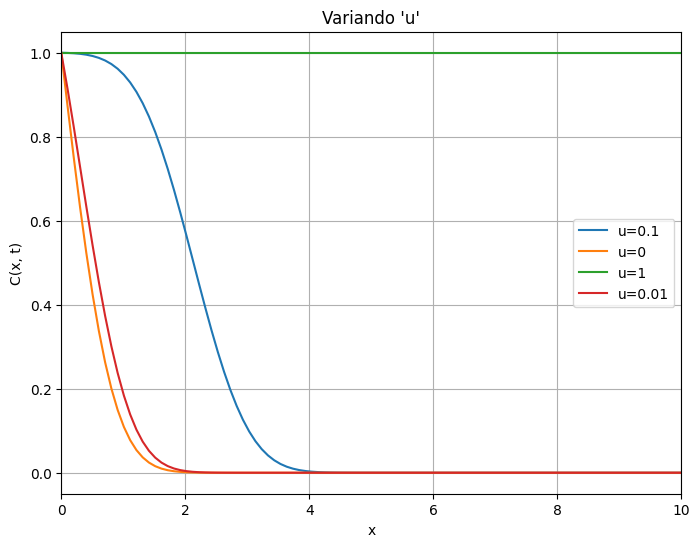 Variando 'u'
C(x, t)
1.0
0.8
0.6
0.4
0.2
0.0
u=0.1
u=0
u=1
u=0.01
0 2 4 6 8 10
x